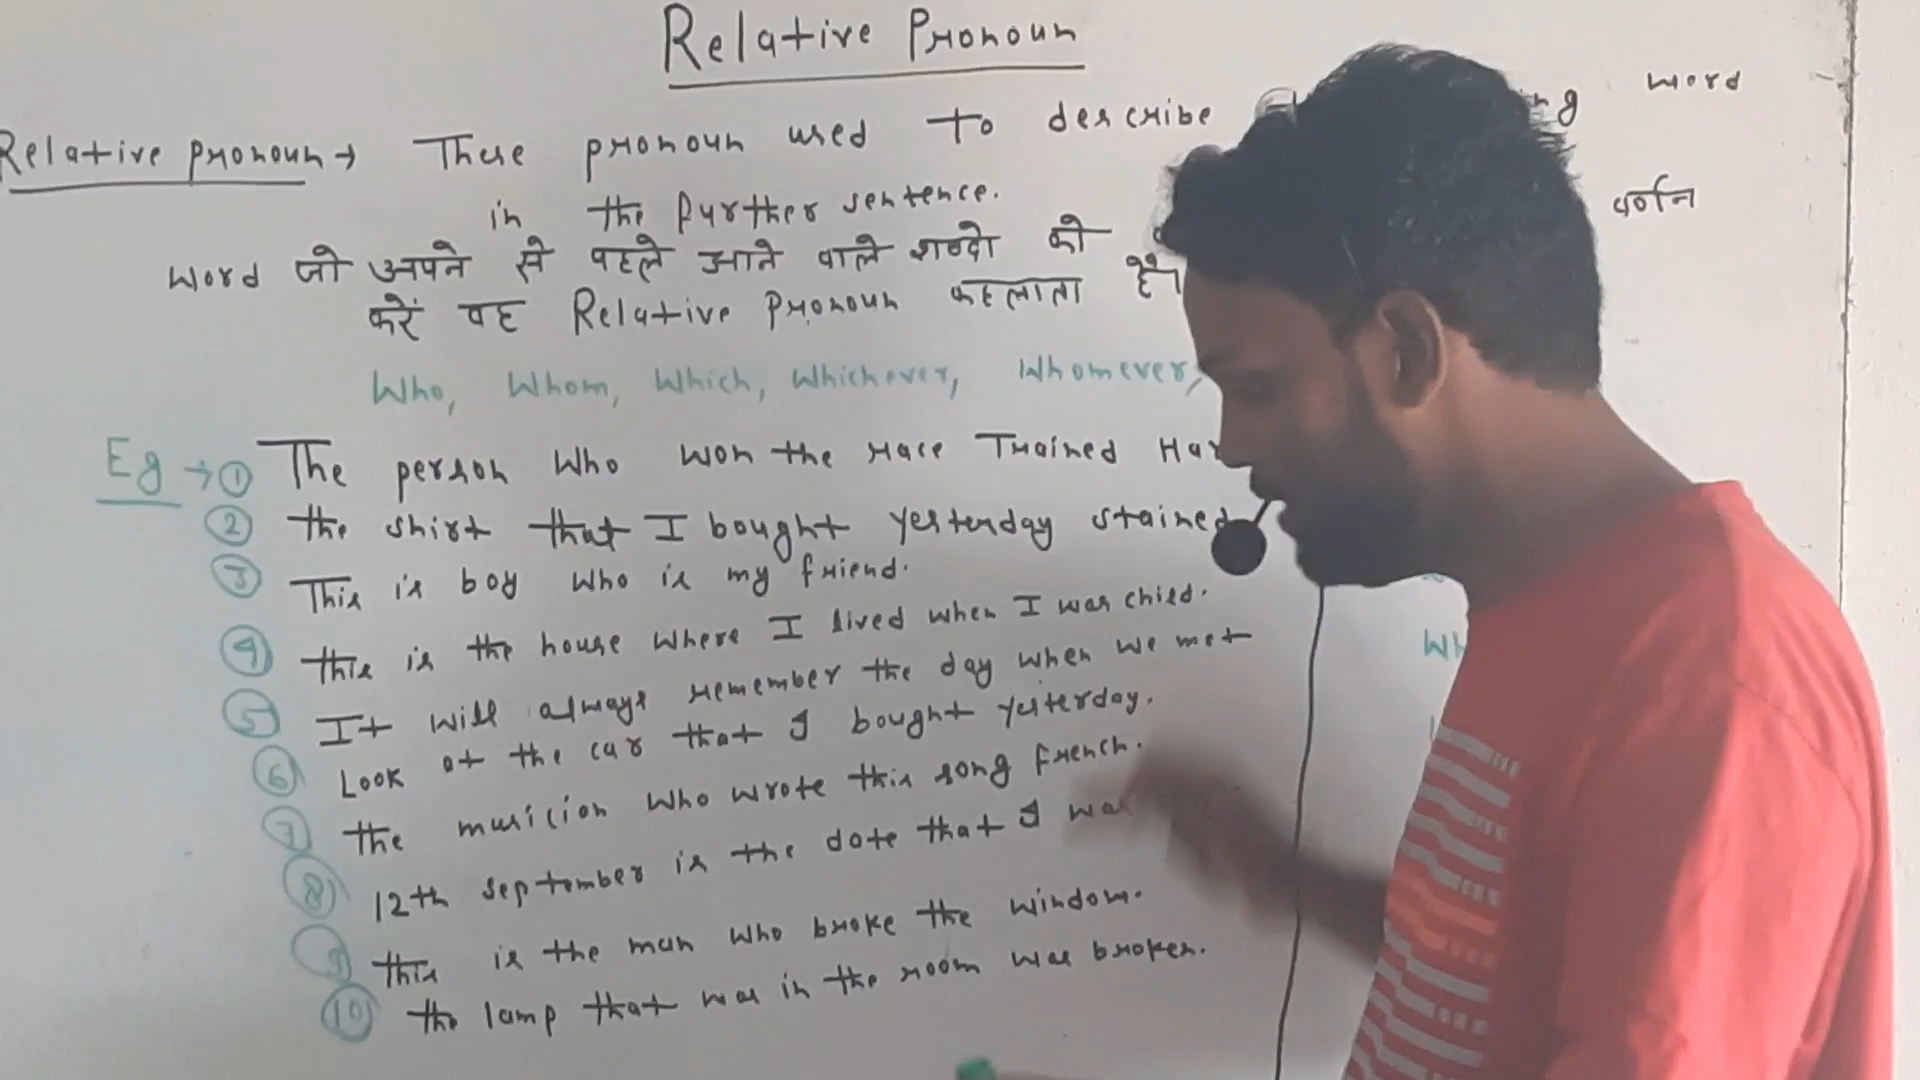 Relative Pronoun
Relative pronoun → These pronoun used to describe word
in the further sentence.
word जो अपने से पहले आने वाले शब्दो को वर्णन
करें वह Relative Pronoun कहलाता है।
Who, Whom, Which, Whichever, Whomever,
Eg → ① The person Who won the race Trained Har
② the shirt that I bought yesterday stained
③ This is boy who is my friend.
④ this is the house where I lived when I was child.
⑤ It will always remember the day when we met
⑥ Look at the car that I bought yesterday.
⑦ the musicion who wrote this song french.
⑧ 12th september is the date that I was
⑨ this is the man who broke the window.
⑩ the lamp that was in the room was broken.
Wh